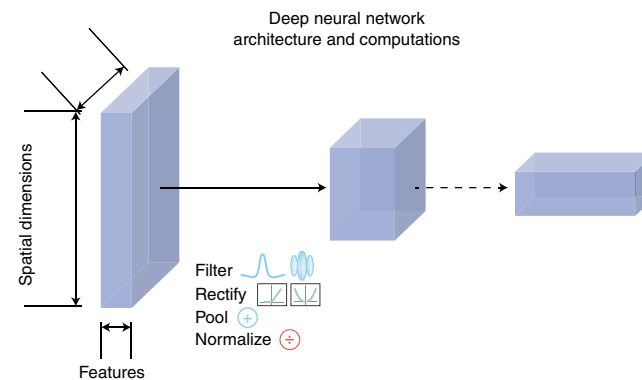 Deep neural network
architecture and computations
Spatial dimensions
Filter
Rectify
Pool +
Normalize ÷
Features